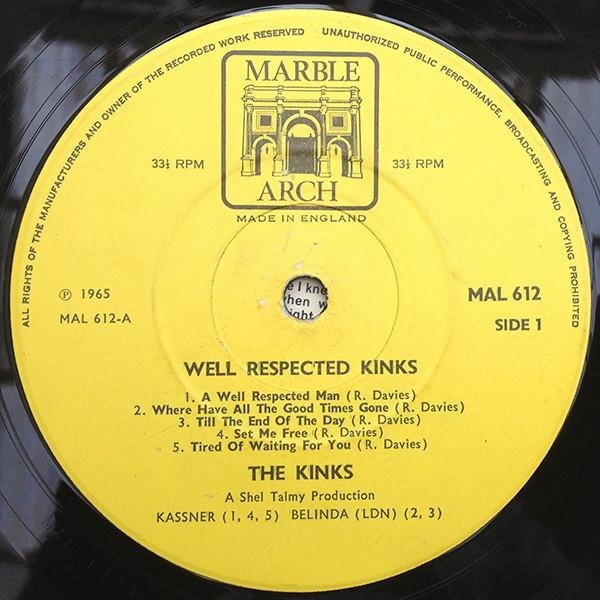 ALL RIGHTS OF THE MANUFACTURERS AND OWNER OF THE RECORDED WORK RESERVED UNAUTHORIZED PUBLIC PERFORMANCE, BROADCASTING AND COPYING PROHIBITED
MARBLE
ARCH
33⅓ RPM 33⅓ RPM
MADE IN ENGLAND
℗ 1965 MAL 612
MAL 612-A SIDE 1
e I kne
hen w
ight
WELL RESPECTED KINKS
1. A Well Respected Man (R. Davies)
2. Where Have All The Good Times Gone (R. Davies)
3. Till The End Of The Day (R. Davies)
4. Set Me Free (R. Davies)
5. Tired Of Waiting For You (R. Davies)
THE KINKS
A Shel Talmy Production
KASSNER (1, 4, 5) BELINDA (LDN) (2, 3)